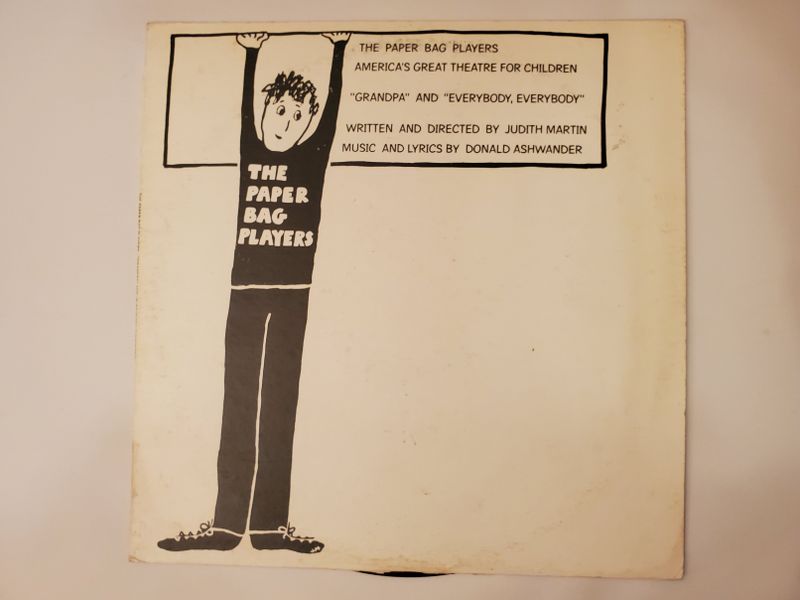 THE PAPER BAG PLAYERS
AMERICA'S GREAT THEATRE FOR CHILDREN
"GRANDPA" AND "EVERYBODY, EVERYBODY"
WRITTEN AND DIRECTED BY JUDITH MARTIN
MUSIC AND LYRICS BY DONALD ASHWANDER
THE
PAPER
BAG
PLAYERS